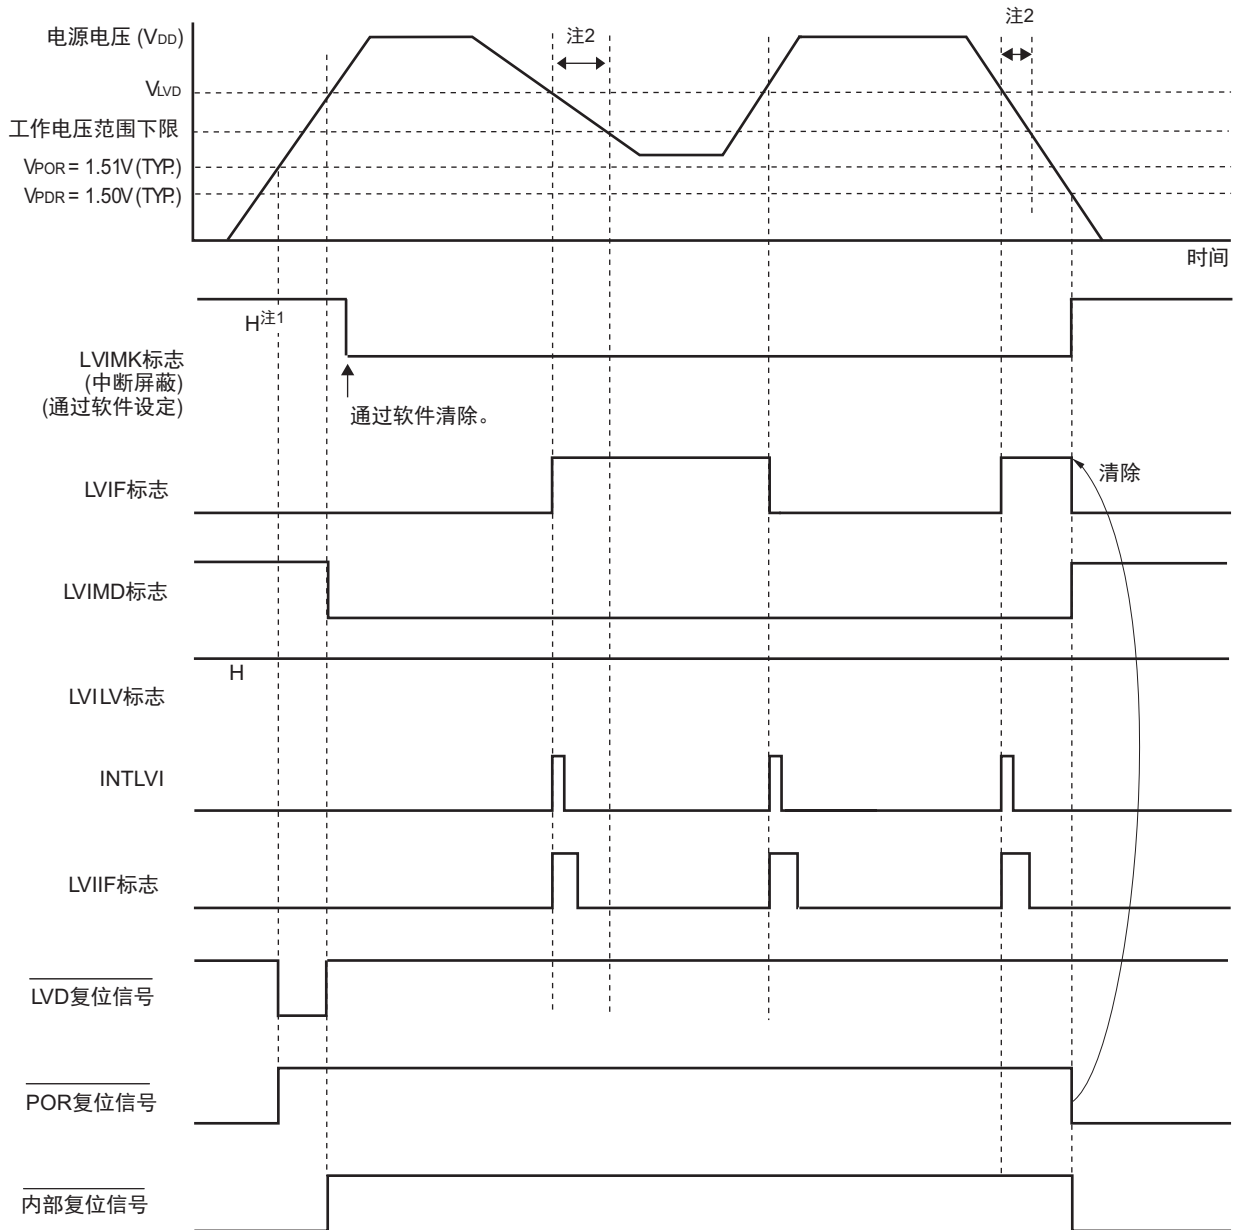 注2
电源电压 (VDD)
注2
VLVD
工作电压范围下限
VPOR = 1.51V (TYP.)
VPDR = 1.50V (TYP.)
时间
H注1
LVIMK标志
(中断屏蔽)
(通过软件设定)
通过软件清除。
清除
LVIF标志
LVIMD标志
H
LVILV标志
INTLVI
LVIIF标志
LVD复位信号
POR复位信号
内部复位信号